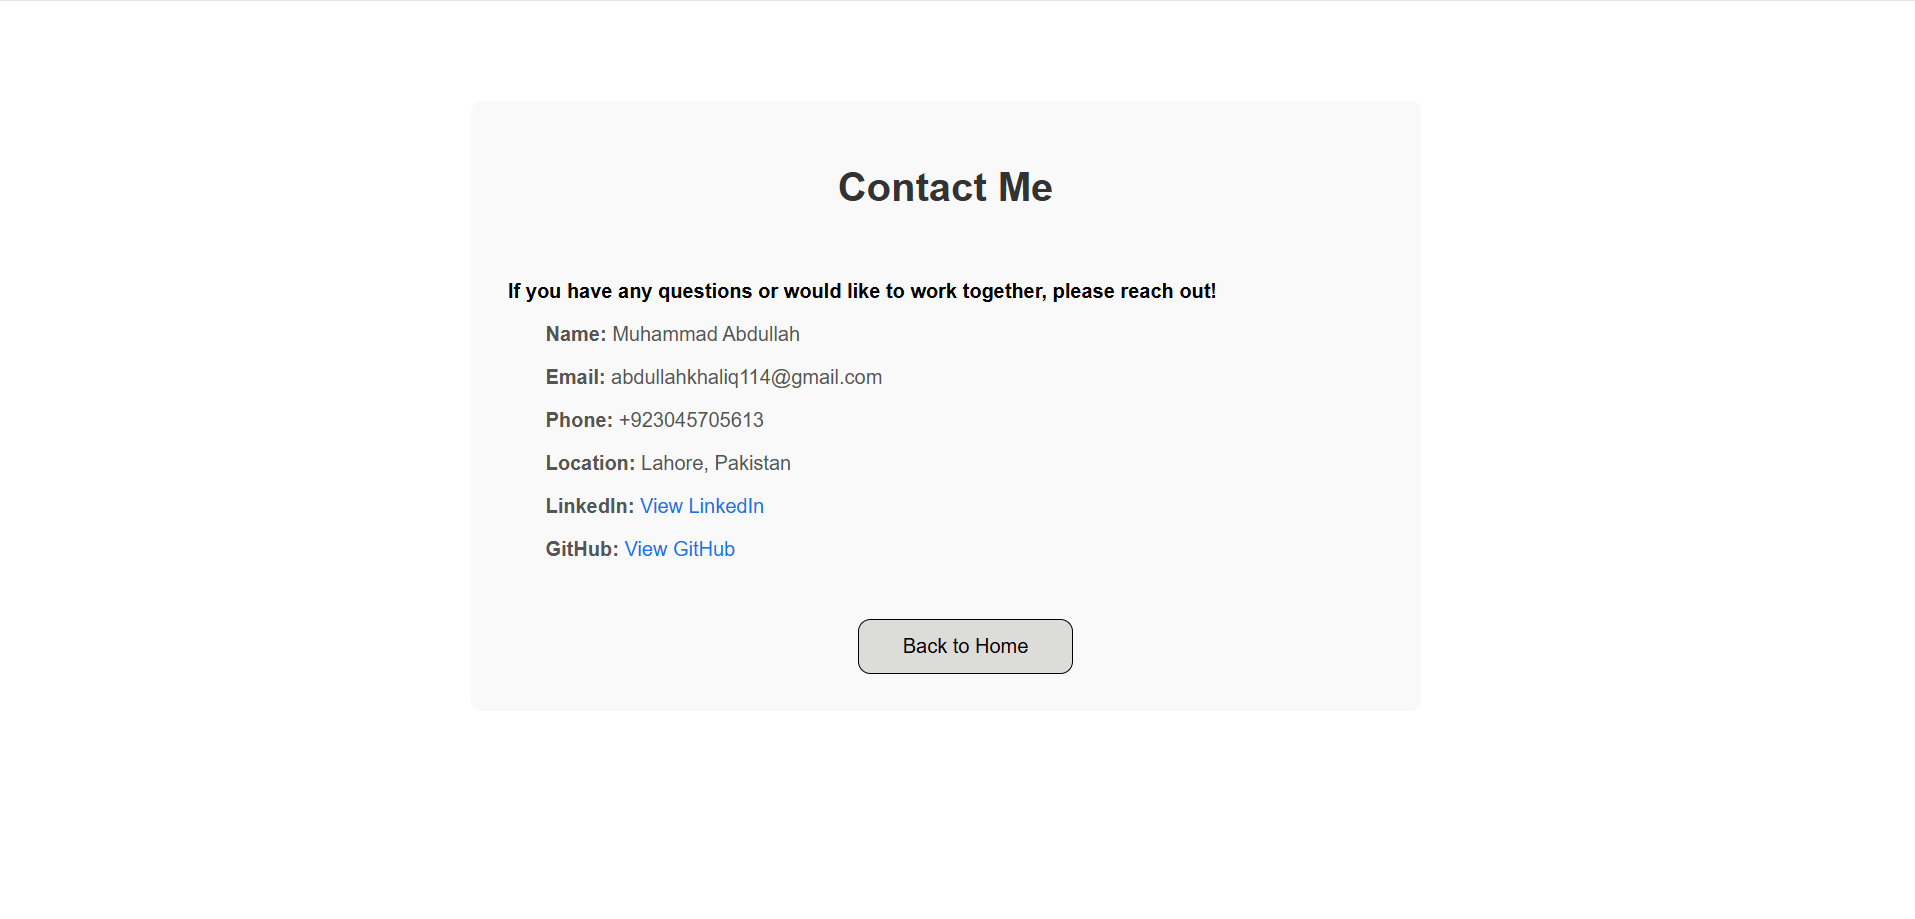 Contact Me
If you have any questions or would like to work together, please reach out!
Name: Muhammad Abdullah
Email: abdullahkhaliq114@gmail.com
Phone: +923045705613
Location: Lahore, Pakistan
LinkedIn: View LinkedIn
GitHub: View GitHub
Back to Home